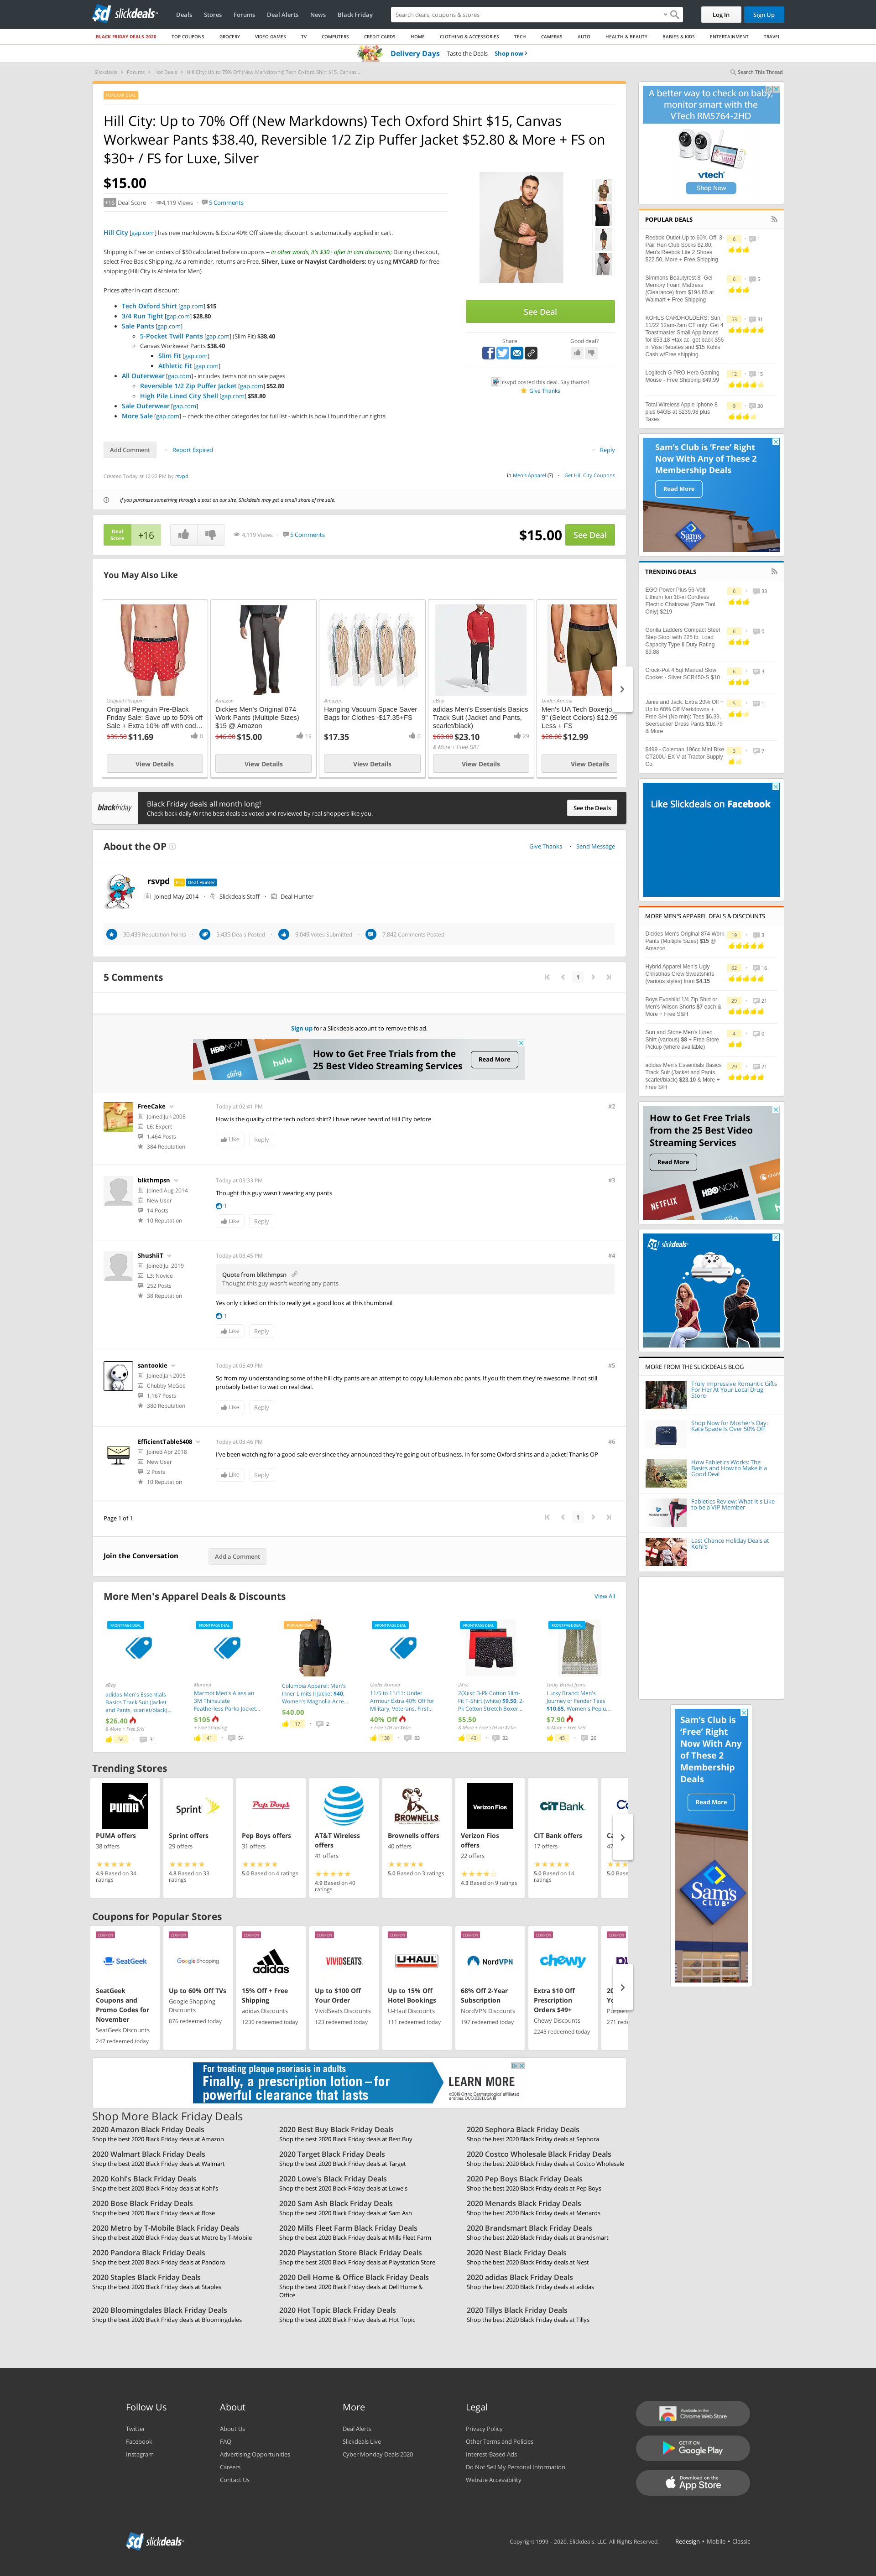 slickdeals
Deals Stores Forums Deal Alerts News Black Friday
Search deals, coupons & stores
Log In Sign Up
BLACK FRIDAY DEALS 2020 TOP COUPONS GROCERY VIDEO GAMES TV COMPUTERS CREDIT CARDS HOME CLOTHING & ACCESSORIES TECH CAMERAS AUTO HEALTH & BEAUTY BABIES & KIDS ENTERTAINMENT TRAVEL
Delivery Days Taste the Deals Shop now ›
Slickdeals › Forums › Hot Deals › Hill City: Up to 70% Off (New Markdowns) Tech Oxford Shirt $15, Canvas ...
Search This Thread
POPULAR DEAL
Hill City: Up to 70% Off (New Markdowns) Tech Oxford Shirt $15, Canvas
Workwear Pants $38.40, Reversible 1/2 Zip Puffer Jacket $52.80 & More + FS on
$30+ / FS for Luxe, Silver
$15.00
+16 Deal Score 4,119 Views 5 Comments
Hill City [gap.com] has new markdowns & Extra 40% Off sitewide; discount is automatically applied in cart.
Shipping is Free on orders of $50 calculated before coupons -- in other words, it's $30+ after in cart discounts; During checkout,
select Free Basic Shipping. As a reminder, returns are Free. Silver, Luxe or Navyist Cardholders; try using MYCARD for free
shipping (Hill City is Athleta for Men)
Prices after in-cart discount:
Tech Oxford Shirt [gap.com] $15
3/4 Run Tight [gap.com] $28.80
Sale Pants [gap.com]
5-Pocket Twill Pants [gap.com] (Slim Fit) $38.40
Canvas Workwear Pants $38.40
Slim Fit [gap.com]
Athletic Fit [gap.com]
All Outerwear [gap.com] - includes items not on sale pages
Reversible 1/2 Zip Puffer Jacket [gap.com] $52.80
High Pile Lined City Shell [gap.com] $58.80
Sale Outerwear [gap.com]
More Sale [gap.com] -- check the other categories for full list - which is how I found the run tights
See Deal
Share Good deal?
rsvpd posted this deal. Say thanks!
Give Thanks
Add Comment Report Expired Reply
Created Today at 12:22 PM by rsvpd
in Men's Apparel (7) Get Hill City Coupons
If you purchase something through a post on our site, Slickdeals may get a small share of the sale.
Deal Score +16 4,119 Views 5 Comments $15.00 See Deal
You May Also Like
Original Penguin
Original Penguin Pre-Black
Friday Sale: Save up to 50% off
Sale + Extra 10% off with cod...
$39.50 $11.69 0
View Details
Amazon
Dickies Men's Original 874
Work Pants (Multiple Sizes)
$15 @ Amazon
$46.00 $15.00 19
View Details
Amazon
Hanging Vacuum Space Saver
Bags for Clothes -$17.35+FS
$17.35 0
View Details
eBay
adidas Men's Essentials Basics
Track Suit (Jacket and Pants,
scarlet/black)
$60.00 $23.10 29
& More + Free S/H
View Details
Under Armour
Men's UA Tech Boxerjo
9" (Select Colors) $12.99
Less + FS
$20.00 $12.99
View Details
blackfriday
Black Friday deals all month long!
Check back daily for the best deals as voted and reviewed by real shoppers like you.
See the Deals
About the OP
Give Thanks Send Message
rsvpd Pro Deal Hunter
Joined May 2014 Slickdeals Staff Deal Hunter
30,439 Reputation Points 5,435 Deals Posted 9,049 Votes Submitted 7,842 Comments Posted
5 Comments
1
Sign up for a Slickdeals account to remove this ad.
sling hulu HBO NOW
How to Get Free Trials from the
25 Best Video Streaming Services
Read More
FreeCake
Joined Jun 2008
L6: Expert
1,464 Posts
384 Reputation
Today at 02:41 PM #2
How is the quality of the tech oxford shirt? I have never heard of Hill City before
Like Reply
blkthmpsn
Joined Aug 2014
New User
14 Posts
10 Reputation
Today at 03:33 PM #3
Thought this guy wasn't wearing any pants
1
Like Reply
ShushiiT
Joined Jul 2019
L3: Novice
252 Posts
38 Reputation
Today at 03:45 PM #4
Quote from blkthmpsn
Thought this guy wasn't wearing any pants
Yes only clicked on this to really get a good look at this thumbnail
1
Like Reply
santookie
Joined Jan 2005
Chubby McGee
1,167 Posts
380 Reputation
Today at 05:49 PM #5
So from my understanding some of the hill city pants are an attempt to copy lululemon abc pants. If you fit them they're awesome. If not still
probably better to wait on real deal.
Like Reply
EfficientTable5408
Joined Apr 2018
New User
2 Posts
10 Reputation
Today at 08:46 PM #6
I've been watching for a good sale ever since they announced they're going out of business. In for some Oxford shirts and a jacket! Thanks OP
Like Reply
Page 1 of 1
1
Join the Conversation Add a Comment
More Men's Apparel Deals & Discounts
View All
FRONTPAGE DEAL
eBay
adidas Men's Essentials
Basics Track Suit (Jacket
and Pants, scarlet/black)...
$26.40
& More + Free S/H
54 31
FRONTPAGE DEAL
Marmot
Marmot Men's Alassian
3M Thinsulate
Featherless Parka Jacket...
$105
+ Free Shipping
41 54
POPULAR DEAL
Columbia Apparel: Men's
Inner Limits II Jacket $40,
Women's Magnolia Acre...
$40.00
17 2
FRONTPAGE DEAL
Under Armour
11/5 to 11/11: Under
Armour Extra 40% Off for
Military, Veterans, First...
40% Off
+ Free S/H on $60+
138 83
FRONTPAGE DEAL
2(X)ist
2(X)ist: 3-Pk Cotton Slim-
Fit T-Shirt (white) $9.50, 2-
Pk Cotton Stretch Boxer...
$5.50
& More + Free S/H on $20+
43 32
FRONTPAGE DEAL
Lucky Brand Jeans
Lucky Brand: Men's
Journey or Fender Tees
$10.65, Women's Peplu...
$7.90
& More + Free S/H
45 20
Trending Stores
PUMA
PUMA offers
38 offers
4.9 Based on 34
ratings
Sprint
Sprint offers
29 offers
4.8 Based on 33
ratings
Pep Boys
Pep Boys offers
31 offers
5.0 Based on 4 ratings
AT&T Wireless
offers
41 offers
4.9 Based on 40
ratings
BROWNELLS
Brownells offers
40 offers
5.0 Based on 3 ratings
Verizon Fios
Verizon Fios
offers
22 offers
4.3 Based on 9 ratings
CIT BANK
CIT Bank offers
17 offers
5.0 Based on 14
ratings
Coupons for Popular Stores
COUPON
SeatGeek
SeatGeek
Coupons and
Promo Codes for
November
SeatGeek Discounts
247 redeemed today
COUPON
Google Shopping
Up to 60% Off TVs
Google Shopping
Discounts
876 redeemed today
COUPON
adidas
15% Off + Free
Shipping
adidas Discounts
1230 redeemed today
COUPON
VIVIDSEATS
Up to $100 Off
Your Order
VividSeats Discounts
123 redeemed today
COUPON
U-HAUL
Up to 15% Off
Hotel Bookings
U-Haul Discounts
111 redeemed today
COUPON
NordVPN
68% Off 2-Year
Subscription
NordVPN Discounts
197 redeemed today
COUPON
chewy
Extra $10 Off
Prescription
Orders $49+
Chewy Discounts
2245 redeemed today
COUPON
For treating plaque psoriasis in adults
Finally, a prescription lotion – for
powerful clearance that lasts
LEARN MORE
Shop More Black Friday Deals
2020 Amazon Black Friday Deals
Shop the best 2020 Black Friday deals at Amazon
2020 Best Buy Black Friday Deals
Shop the best 2020 Black Friday deals at Best Buy
2020 Sephora Black Friday Deals
Shop the best 2020 Black Friday deals at Sephora
2020 Walmart Black Friday Deals
Shop the best 2020 Black Friday deals at Walmart
2020 Target Black Friday Deals
Shop the best 2020 Black Friday deals at Target
2020 Costco Wholesale Black Friday Deals
Shop the best 2020 Black Friday deals at Costco Wholesale
2020 Kohl's Black Friday Deals
Shop the best 2020 Black Friday deals at Kohl's
2020 Lowe's Black Friday Deals
Shop the best 2020 Black Friday deals at Lowe's
2020 Pep Boys Black Friday Deals
Shop the best 2020 Black Friday deals at Pep Boys
2020 Bose Black Friday Deals
Shop the best 2020 Black Friday deals at Bose
2020 Sam Ash Black Friday Deals
Shop the best 2020 Black Friday deals at Sam Ash
2020 Menards Black Friday Deals
Shop the best 2020 Black Friday deals at Menards
2020 Metro by T-Mobile Black Friday Deals
Shop the best 2020 Black Friday deals at Metro by T-Mobile
2020 Mills Fleet Farm Black Friday Deals
Shop the best 2020 Black Friday deals at Mills Fleet Farm
2020 Brandsmart Black Friday Deals
Shop the best 2020 Black Friday deals at Brandsmart
2020 Pandora Black Friday Deals
Shop the best 2020 Black Friday deals at Pandora
2020 Playstation Store Black Friday Deals
Shop the best 2020 Black Friday deals at Playstation Store
2020 Nest Black Friday Deals
Shop the best 2020 Black Friday deals at Nest
2020 Staples Black Friday Deals
Shop the best 2020 Black Friday deals at Staples
2020 Dell Home & Office Black Friday Deals
Shop the best 2020 Black Friday deals at Dell Home &
Office
2020 adidas Black Friday Deals
Shop the best 2020 Black Friday deals at adidas
2020 Bloomingdales Black Friday Deals
Shop the best 2020 Black Friday deals at Bloomingdales
2020 Hot Topic Black Friday Deals
Shop the best 2020 Black Friday deals at Hot Topic
2020 Tillys Black Friday Deals
Shop the best 2020 Black Friday deals at Tillys
A better way to check on baby,
monitor smart with the
VTech RM5764-2HD
vtech
Shop Now
POPULAR DEALS
Reebok Outlet Up to 60% Off: 3-
Pair Run Club Socks $2.80,
Men's Reebok Lite 2 Shoes
$22.50, More + Free Shipping
6 1
Simmons Beautyrest 8" Gel
Memory Foam Mattress
(Clearance) from $194.65 at
Walmart + Free Shipping
6 5
KOHLS CARDHOLDERS: Sun
11/22 12am-2am CT only: Get 4
Toastmaster Small Appliances
for $53.18 +tax ac, get back $56
in Visa Rebates and $15 Kohls
Cash w/Free shipping
53 31
Logitech G PRO Hero Gaming
Mouse - Free Shipping $49.99
12 15
Total Wireless Apple Iphone 8
plus 64GB at $239.98 plus
Taxes
9 30
Sam's Club is 'Free' Right
Now With Any of These 2
Membership Deals
Read More
Sam's CLUB
TRENDING DEALS
EGO Power Plus 56-Volt
Lithium Ion 18-in Cordless
Electric Chainsaw (Bare Tool
Only) $219
6 33
Gorilla Ladders Compact Steel
Step Stool with 225 lb. Load
Capacity Type II Duty Rating
$9.88
6 0
Crock-Pot 4.5qt Manual Slow
Cooker - Silver SCR450-S $10
6 3
Janie and Jack: Extra 20% Off +
Up to 60% Off Markdowns +
Free S/H (No min): Tees $6.39,
Seersucker Dress Pants $16.79
& More
5 1
$499 - Coleman 196cc Mini Bike
CT200U-EX V at Tractor Supply
Co.
3 7
Like Slickdeals on Facebook
MORE MEN'S APPAREL DEALS & DISCOUNTS
Dickies Men's Original 874 Work
Pants (Multiple Sizes) $15 @
Amazon
19 3
Hybrid Apparel Men's Ugly
Christmas Crew Sweatshirts
(various styles) from $4.15
62 16
Boys Evoshild 1/4 Zip Shirt or
Men's Wilson Shorts $7 each &
More + Free S&H
29 21
Sun and Stone Men's Linen
Shirt (various) $8 + Free Store
Pickup (where available)
4 0
adidas Men's Essentials Basics
Track Suit (Jacket and Pants,
scarlet/black) $23.10 & More +
Free S/H
29 21
How to Get Free Trials
from the 25 Best Video
Streaming Services
Read More
NETFLIX HBO NOW
slickdeals
MORE FROM THE SLICKDEALS BLOG
Truly Impressive Romantic Gifts
For Her At Your Local Drug
Store
Shop Now for Mother's Day:
Kate Spade Is Over 50% Off
How Fabletics Works: The
Basics and How to Make it a
Good Deal
Fabletics Review: What It's Like
to be a VIP Member
Last Chance Holiday Deals at
Kohl's
Sam's Club is
'Free' Right
Now With Any
of These 2
Membership
Deals
Read More
Sam's CLUB
Follow Us
Twitter
Facebook
Instagram
About
About Us
FAQ
Advertising Opportunities
Careers
Contact Us
More
Deal Alerts
Slickdeals Live
Cyber Monday Deals 2020
Legal
Privacy Policy
Other Terms and Policies
Interest-Based Ads
Do Not Sell My Personal Information
Website Accessibility
Available in the
Chrome Web Store
GET IT ON
Google Play
Download on the
App Store
slickdeals
Copyright 1999 - 2020. Slickdeals, LLC. All Rights Reserved. Redesign • Mobile • Classic